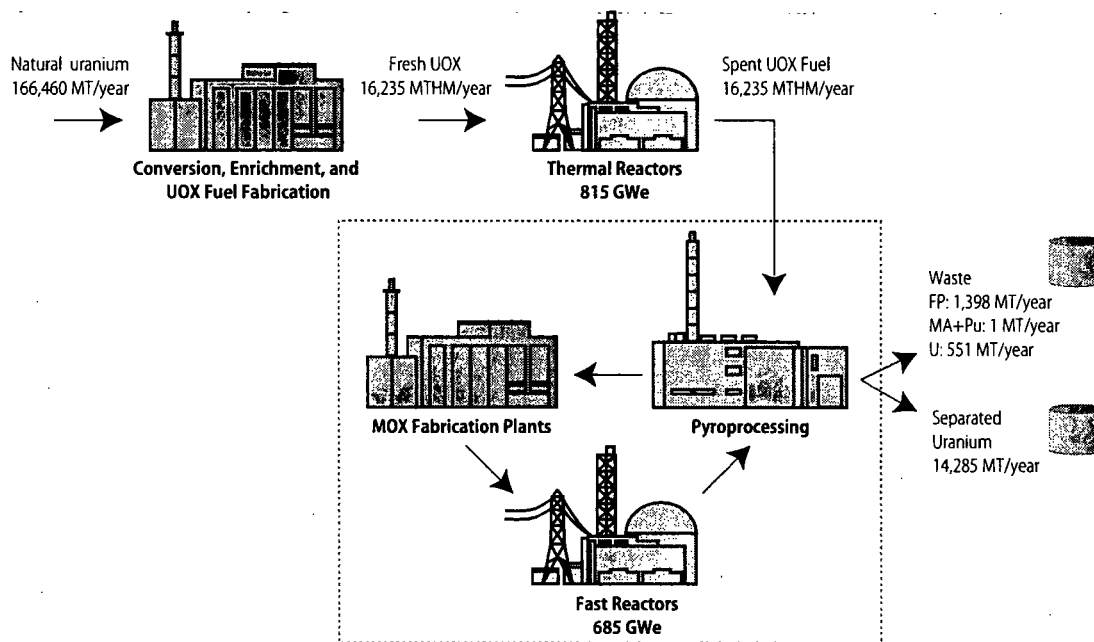 Natural uranium
166,460 MT/year
Fresh UOX
16,235 MTHM/year
Spent UOX Fuel
16,235 MTHM/year
Conversion, Enrichment, and
UOX Fuel Fabrication
Thermal Reactors
815 GWe
Waste
FP: 1,398 MT/year
MA+Pu: 1 MT/year
U: 551 MT/year
MOX Fabrication Plants
Pyroprocessing
Separated
Uranium
14,285 MT/year
Fast Reactors
685 GWe